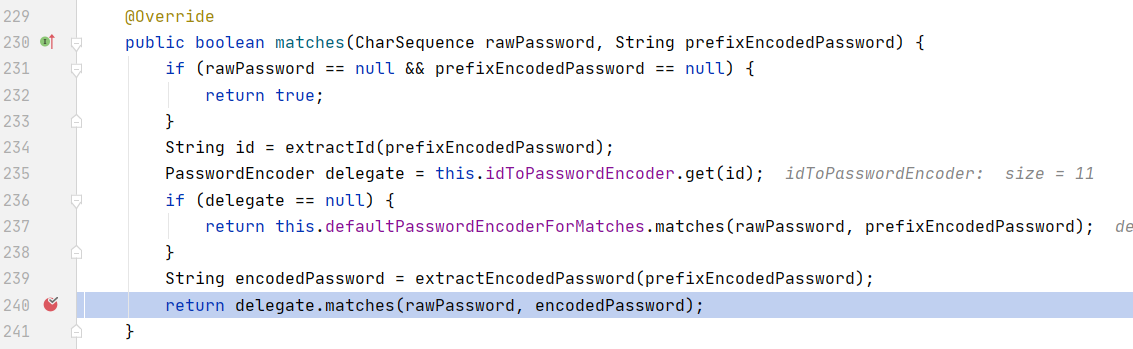 229 @Override
230 public boolean matches(CharSequence rawPassword, String prefixEncodedPassword) {
231 if (rawPassword == null && prefixEncodedPassword == null) {
232 return true;
233 }
234 String id = extractId(prefixEncodedPassword);
235 PasswordEncoder delegate = this.idToPasswordEncoder.get(id); idToPasswordEncoder: size = 11
236 if (delegate == null) {
237 return this.defaultPasswordEncoderForMatches.matches(rawPassword, prefixEncodedPassword); de
238 }
239 String encodedPassword = extractEncodedPassword(prefixEncodedPassword);
240 return delegate.matches(rawPassword, encodedPassword);
241 }